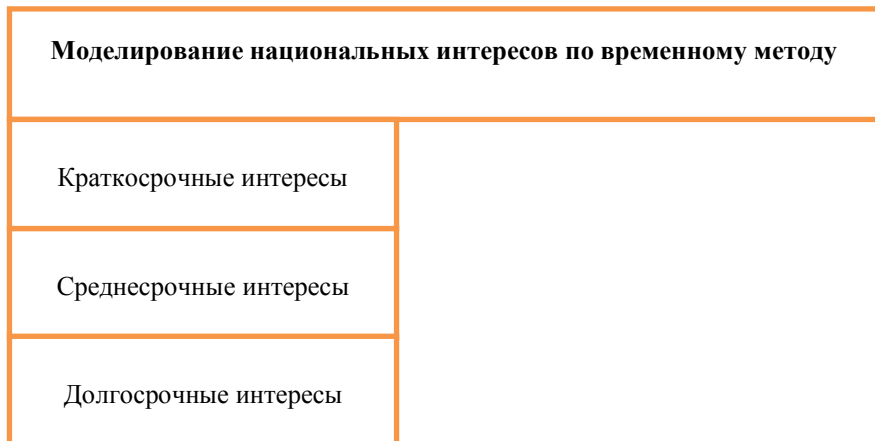 Моделирование национальных интересов по временному методу
Краткосрочные интересы
Среднесрочные интересы
Долгосрочные интересы